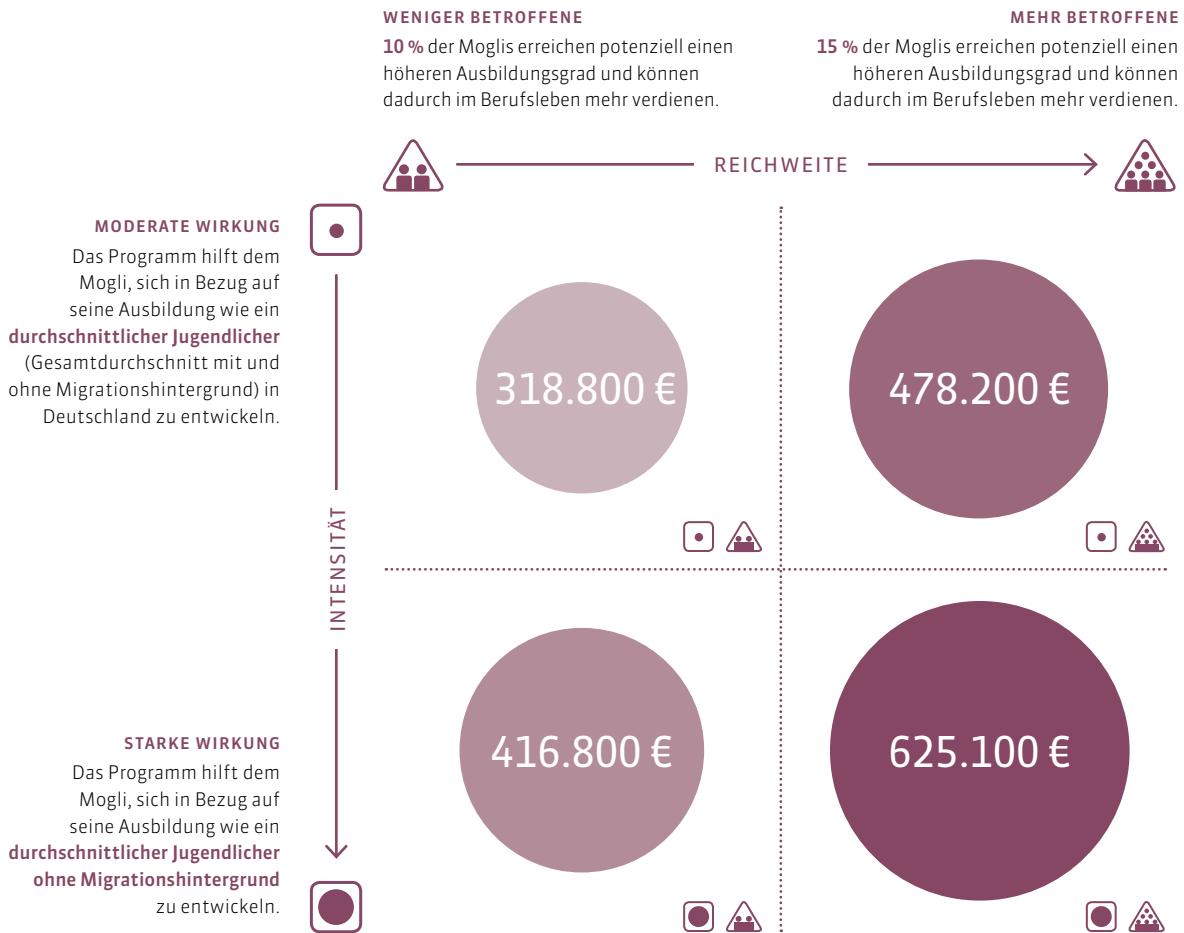 WENIGER BETROFFENE
10 % der Moglis erreichen potenziell einen
höheren Ausbildungsgrad und können
dadurch im Berufsleben mehr verdienen.
MEHR BETROFFENE
15 % der Moglis erreichen potenziell einen
höheren Ausbildungsgrad und können
dadurch im Berufsleben mehr verdienen.
REICHWEITE
MODERATE WIRKUNG
Das Programm hilft dem
Mogli, sich in Bezug auf
seine Ausbildung wie ein
durchschnittlicher Jugendlicher
(Gesamtdurchschnitt mit und
ohne Migrationshintergrund) in
Deutschland zu entwickeln.
318.800 €
478.200 €
INTENSITÄT
STARKE WIRKUNG
Das Programm hilft dem
Mogli, sich in Bezug auf
seine Ausbildung wie ein
durchschnittlicher Jugendlicher
ohne Migrationshintergrund
zu entwickeln.
416.800 €
625.100 €